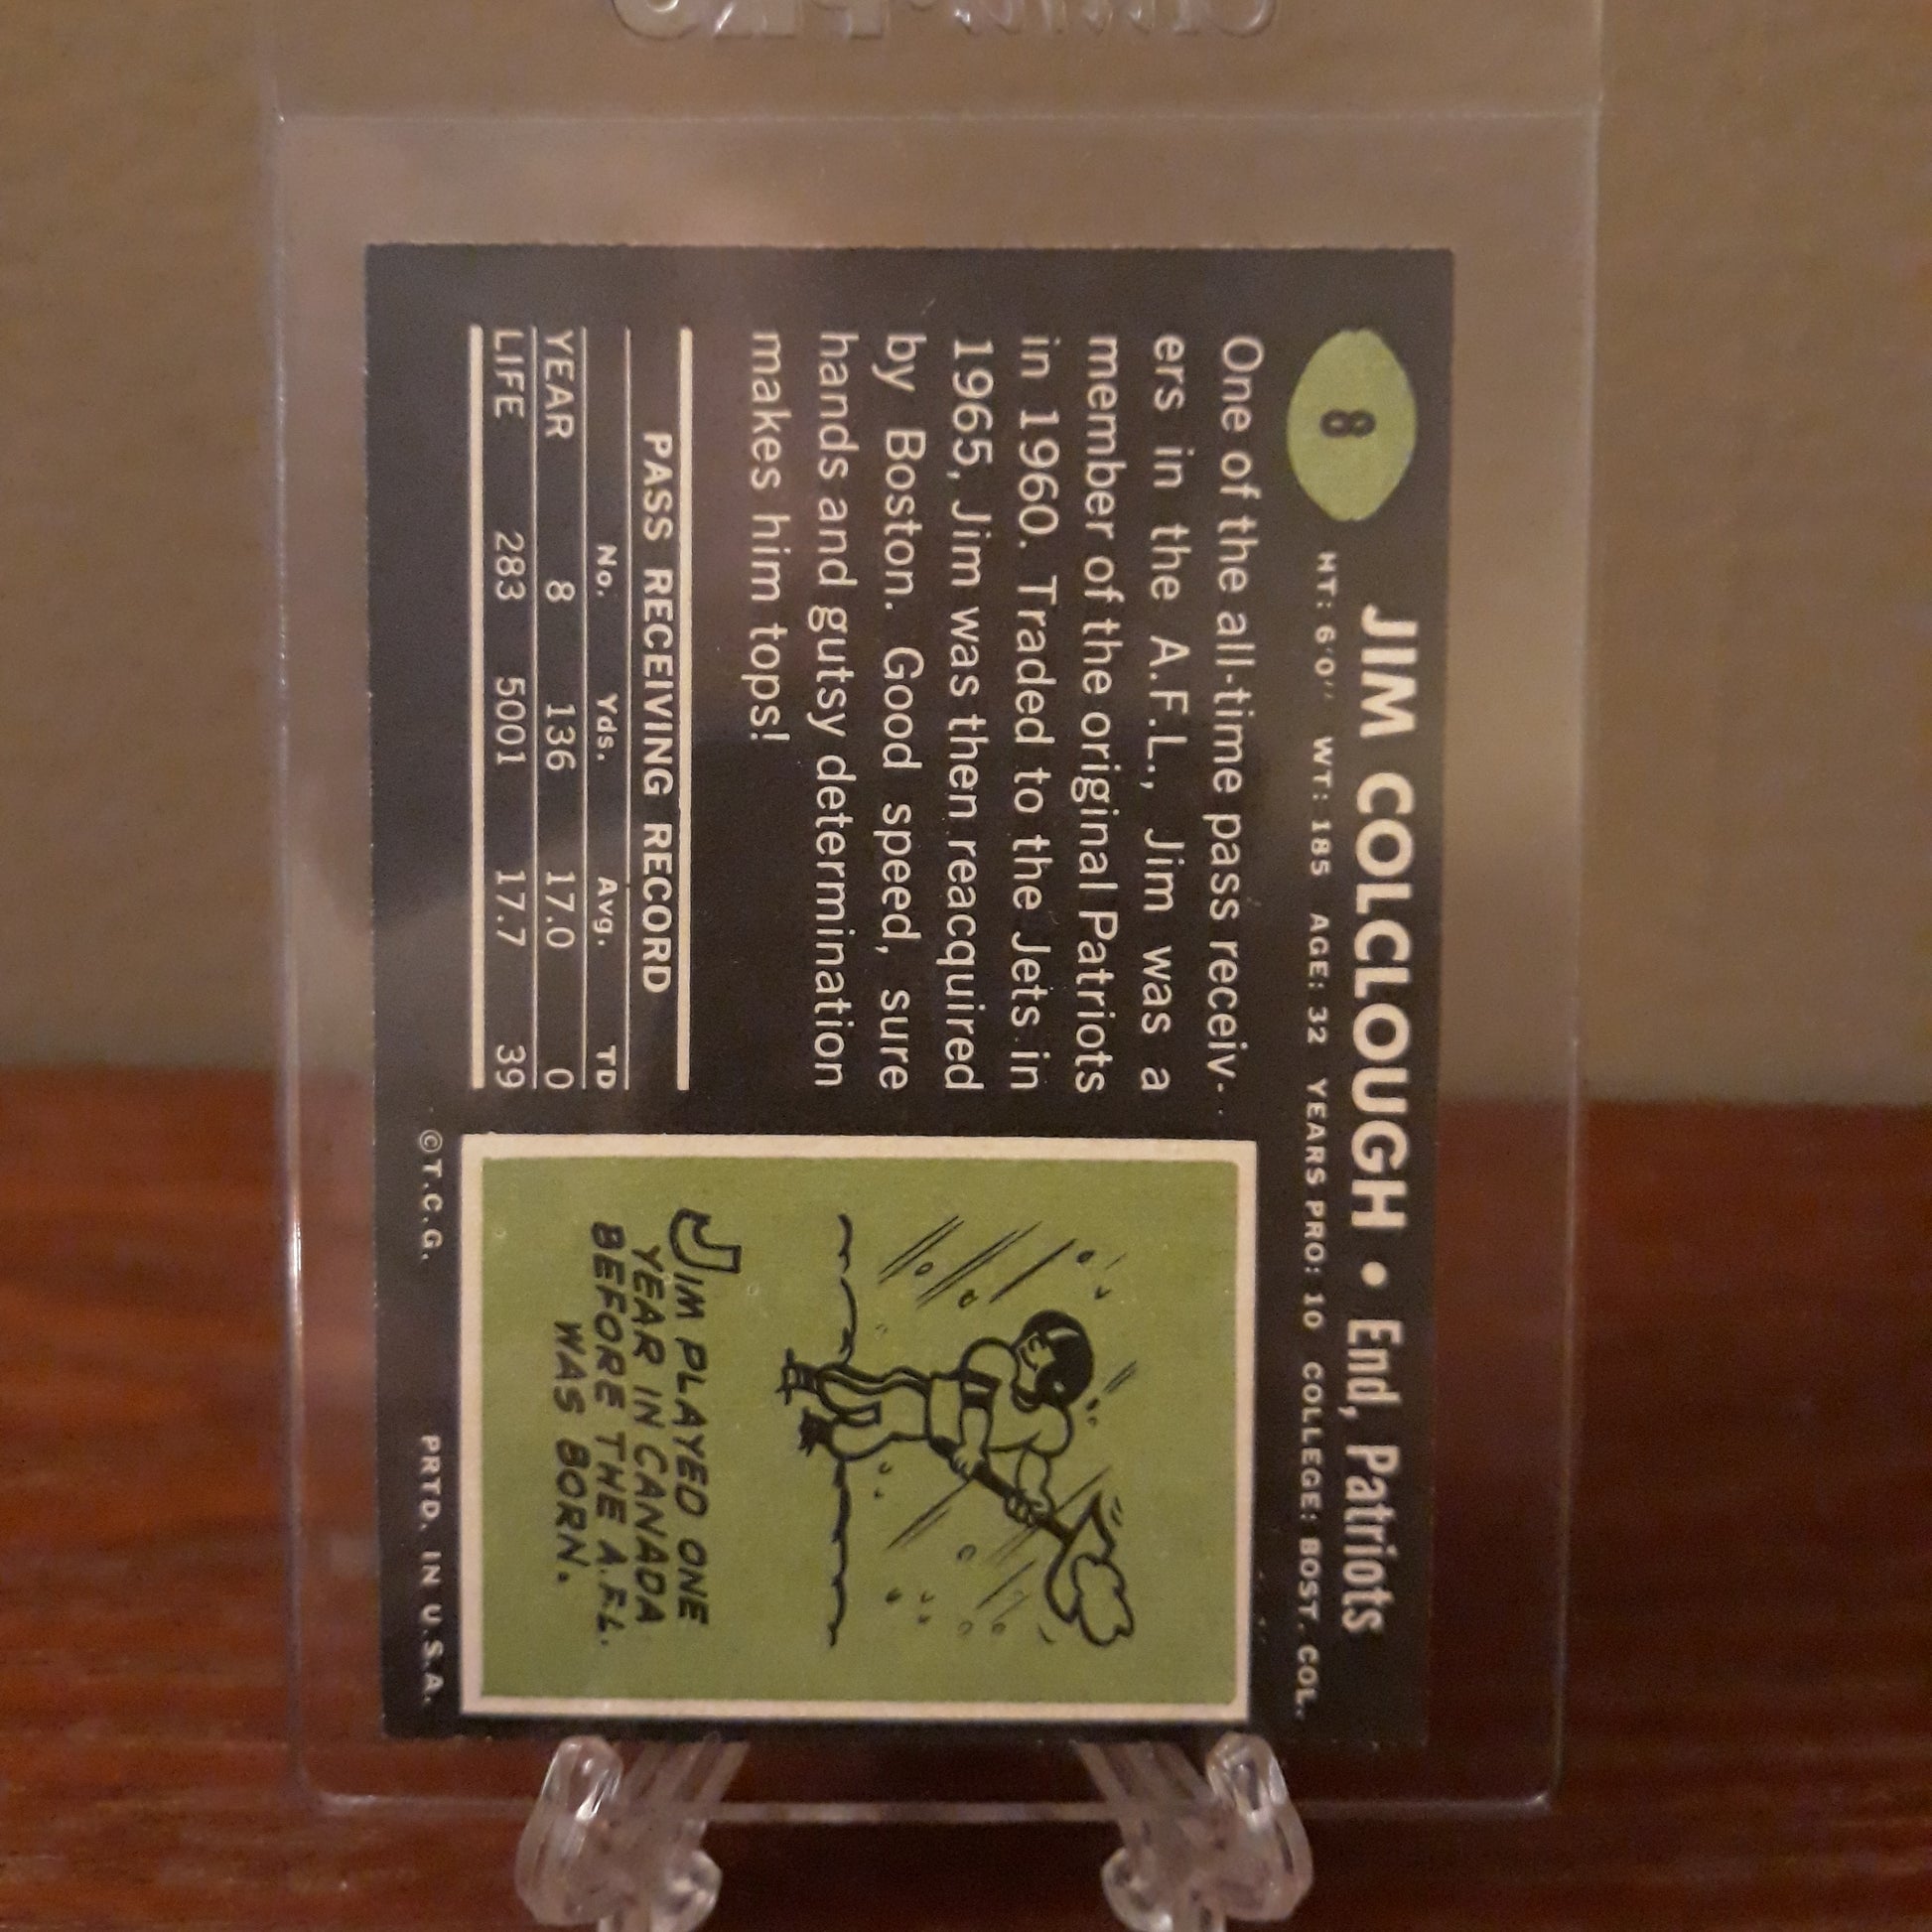 8
JIM COLCLOUGH • End, Patriots
HT: 6'0" WT: 185 AGE: 32 YEARS PRO: 10 COLLEGE: BOST. COL.
One of the all-time pass receiv-
ers in the A.F.L., Jim was a
member of the original Patriots
in 1960. Traded to the Jets in
1965, Jim was then reacquired
by Boston. Good speed, sure
hands and gutsy determination
makes him tops!
PASS RECEIVING RECORD
No. Yds. Avg. TD
YEAR 8 136 17.0 0
LIFE 283 5001 17.7 39
JIM PLAYED ONE
YEAR IN CANADA
BEFORE THE A.F.L.
WAS BORN.
©T.C.G. PRTD. IN U.S.A.